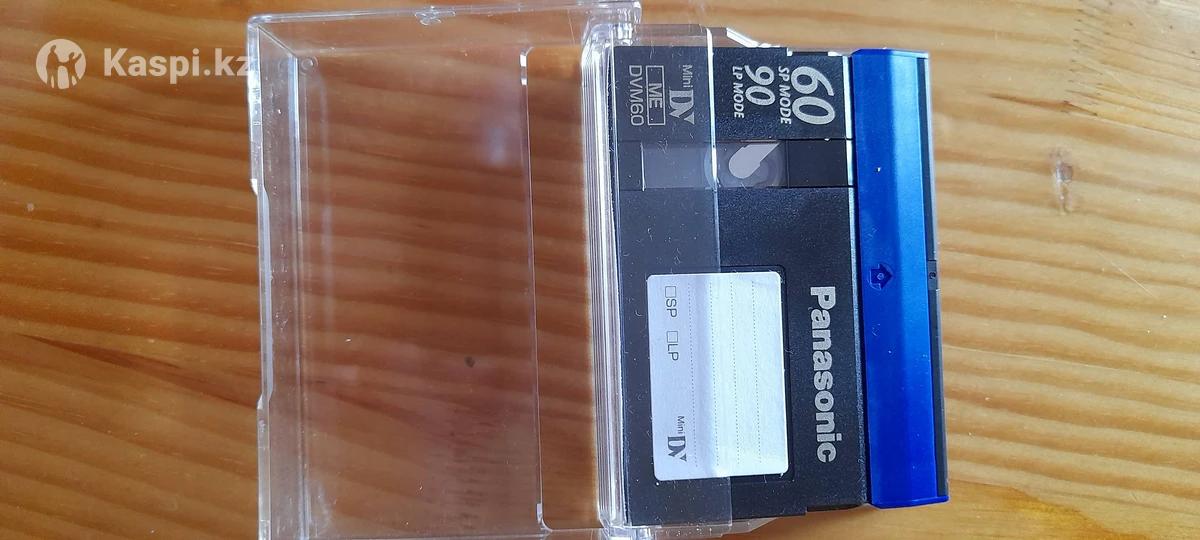 Kaspi.kz
60
SP MODE
90
LP MODE
Mini DV
ME
DVM60
Panasonic
SP LP
Mini DV